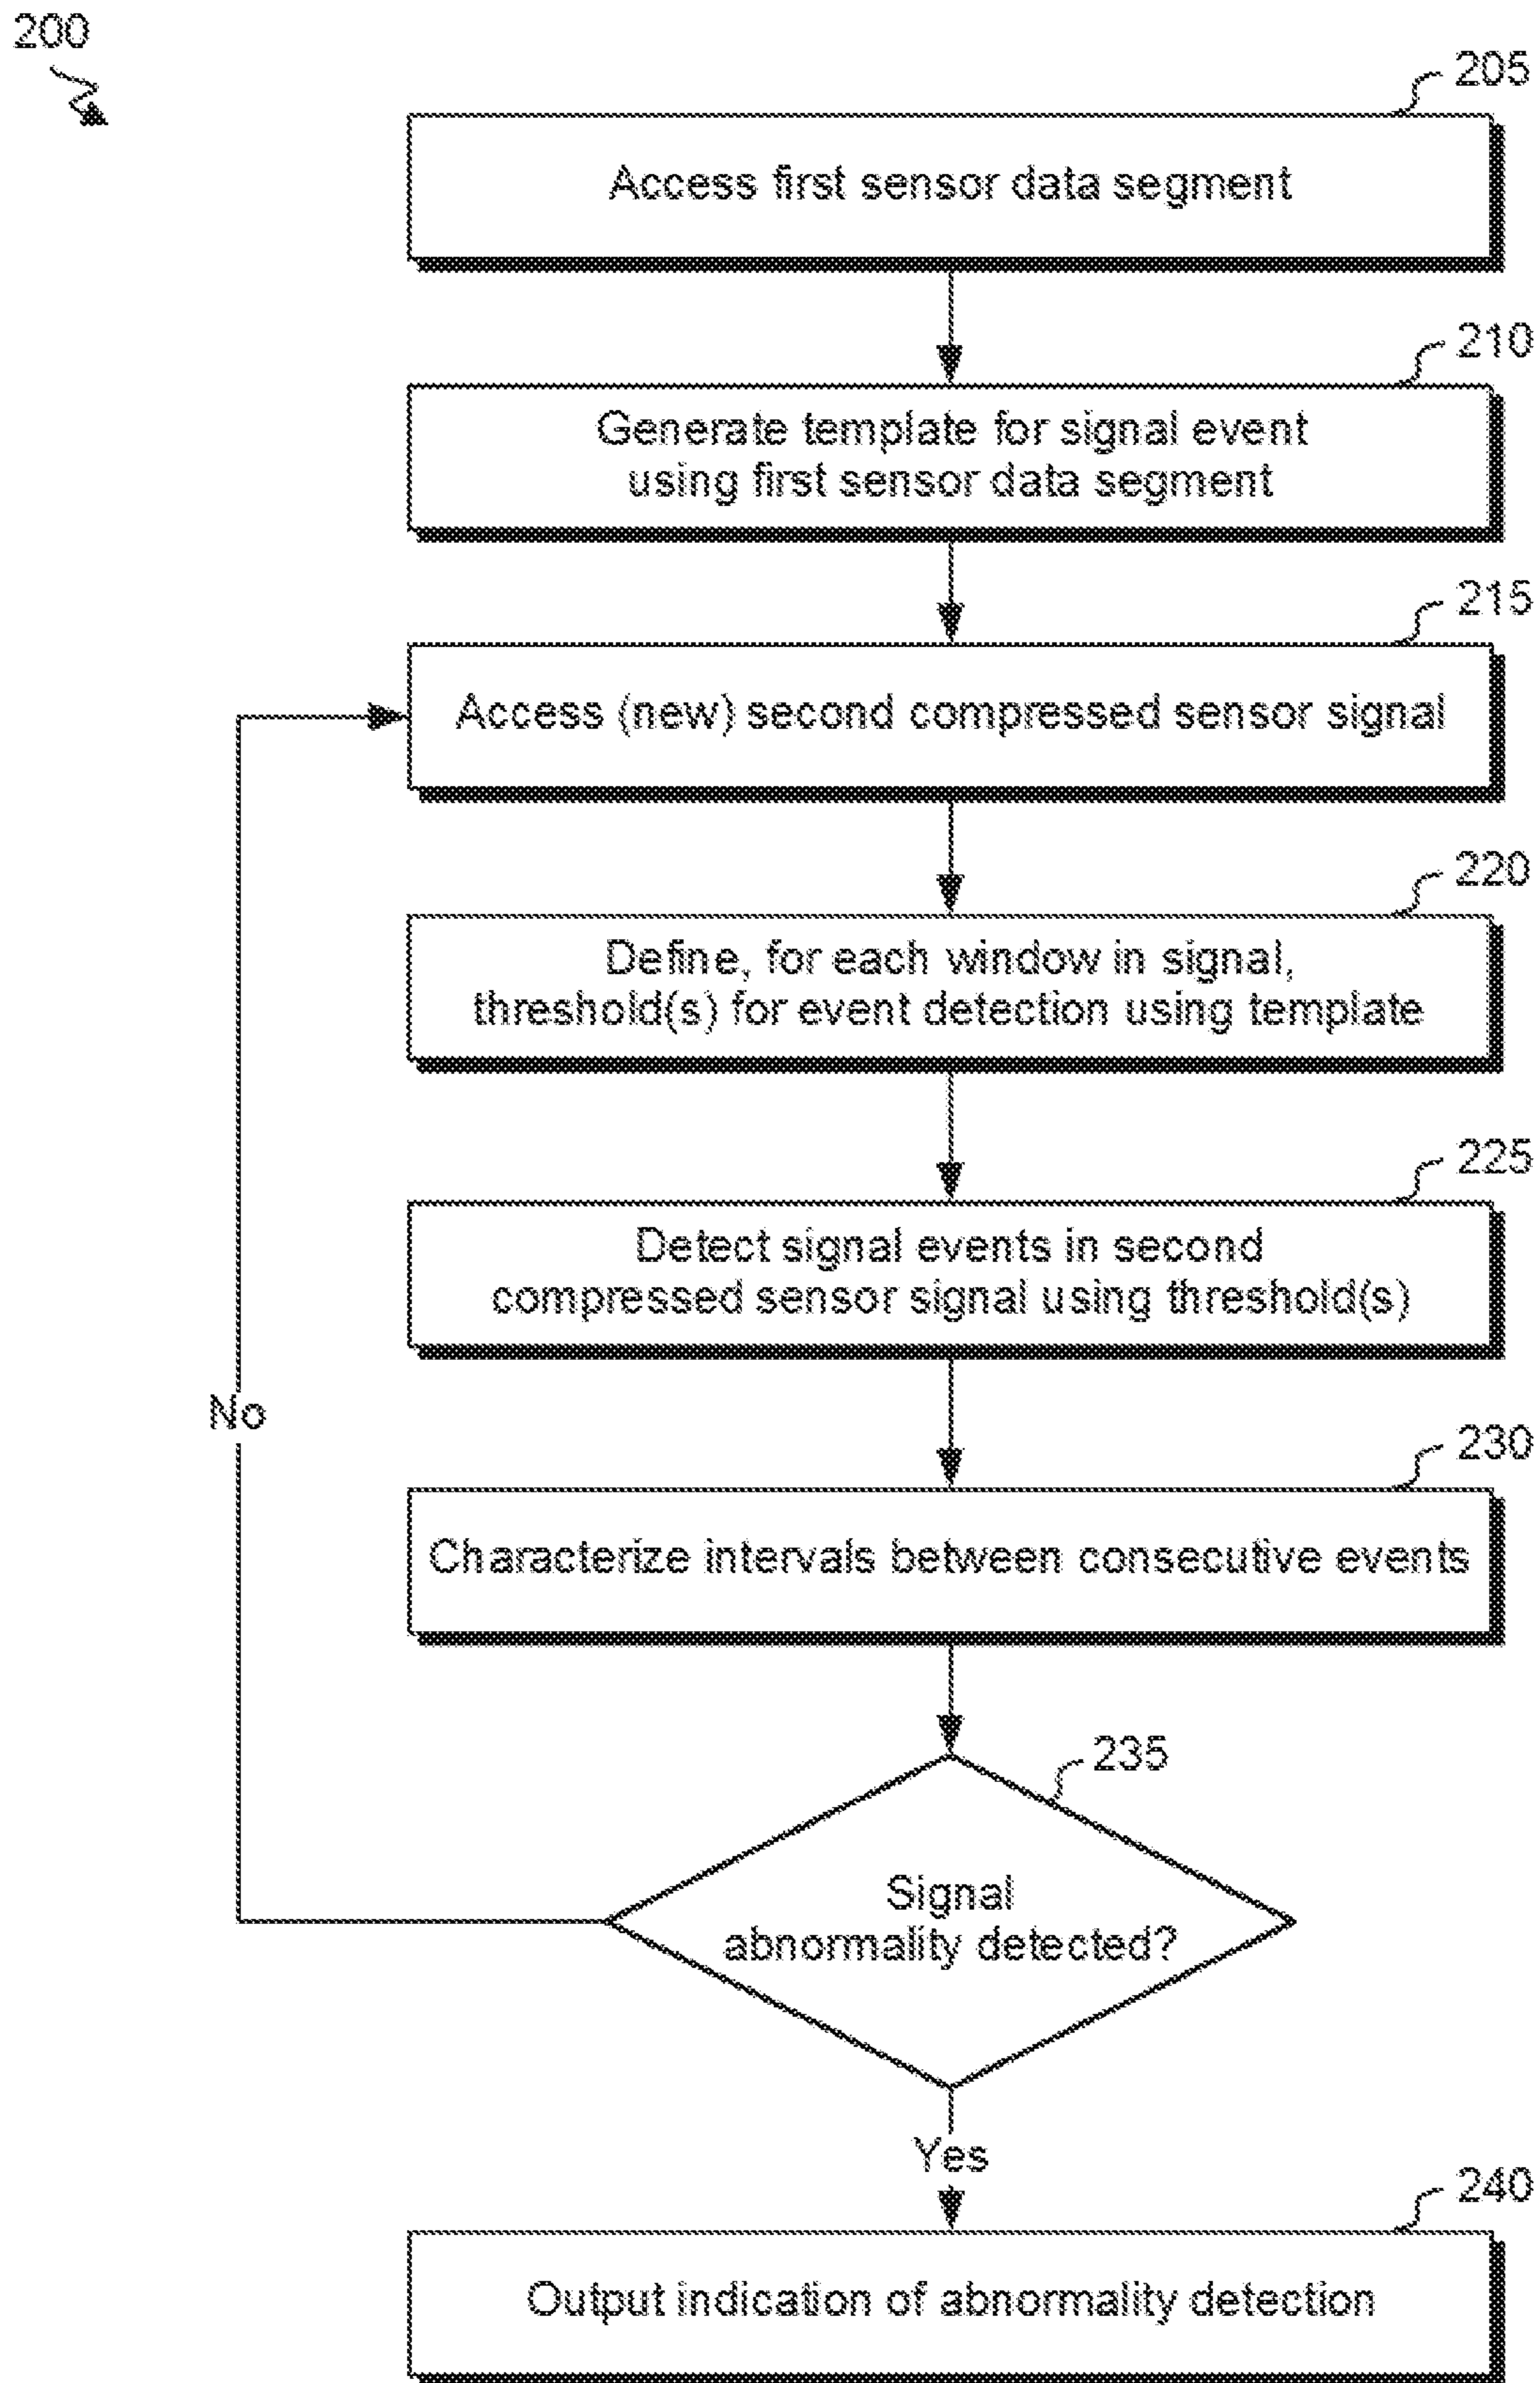 200
205
Access first sensor data segment
210
Generate template for signal event
using first sensor data segment
215
Access (new) second compressed sensor signal
220
Define, for each window in signal,
threshold(s) for event detection using template
225
Detect signal events in second
compressed sensor signal using threshold(s)
No
230
Characterize intervals between consecutive events
235
Signal
abnormality detected?
Yes
240
Output indication of abnormality detection